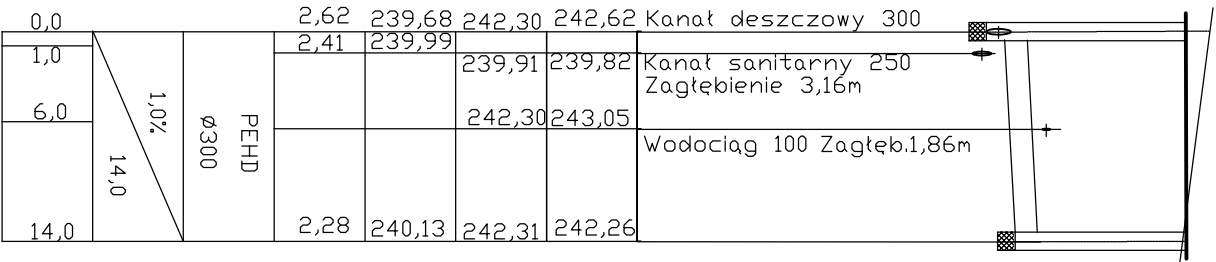 0,0 2,62 239,68 242,30 242,62 Kanał deszczowy 300
1,0 2,41 239,99
239,91 239,82 Kanał sanitarny 250
Zagłębienie 3,16m
6,0 242,30 243,05
Wodociąg 100 Zagłęb.1,86m
1,0%
14,0
Ø300
PEHD
14,0 2,28 240,13 242,31 242,26